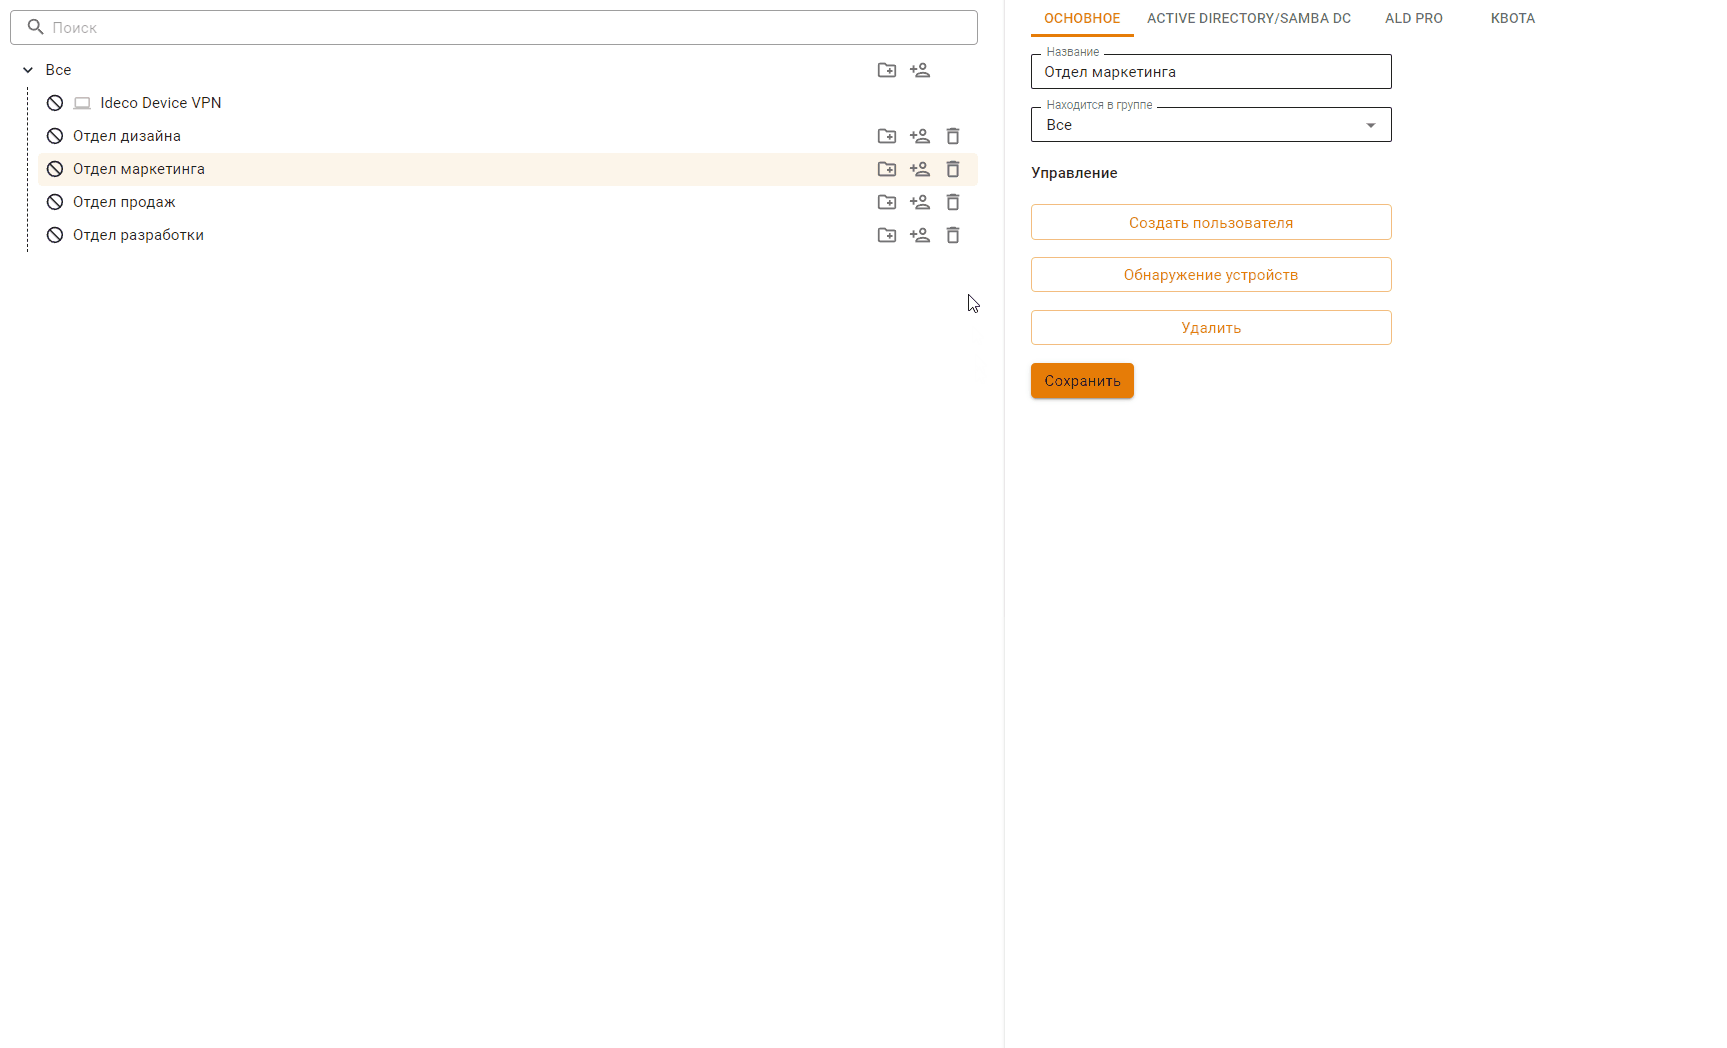 Поиск
Все
Ideco Device VPN
Отдел дизайна
Отдел маркетинга
Отдел продаж
Отдел разработки
ОСНОВНОЕ ACTIVE DIRECTORY/SAMBA DC ALD PRO КВОТА
Название
Отдел маркетинга
Находится в группе
Все
Управление
Создать пользователя
Обнаружение устройств
Удалить
Сохранить